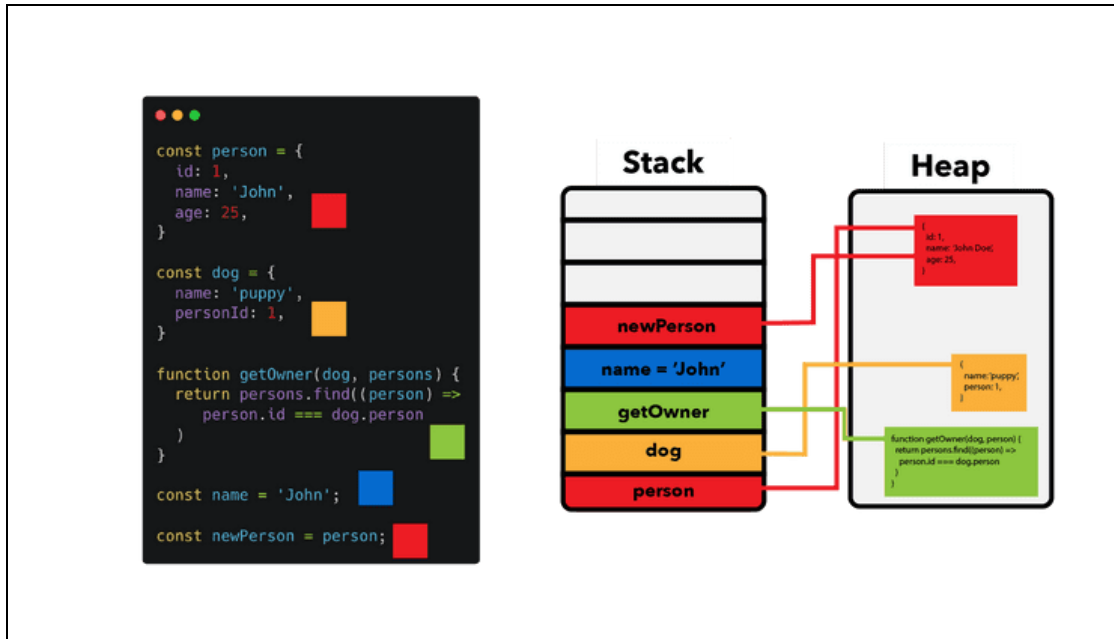 const person = {
id: 1,
name: 'John',
age: 25,
}
const dog = {
name: 'puppy',
personId: 1,
}
function getOwner(dog, persons) {
return persons.find((person) =>
person.id === dog.person
)
}
const name = 'John';
const newPerson = person;
Stack
newPerson
name = ‘John’
getOwner
dog
person
Heap
{
id: 1,
name: 'John Doe',
age: 25,
}
{
name: 'puppy',
person: 1,
}
function getOwner(dog, person) {
return persons.find((person) =>
person.id === dog.person
)
}